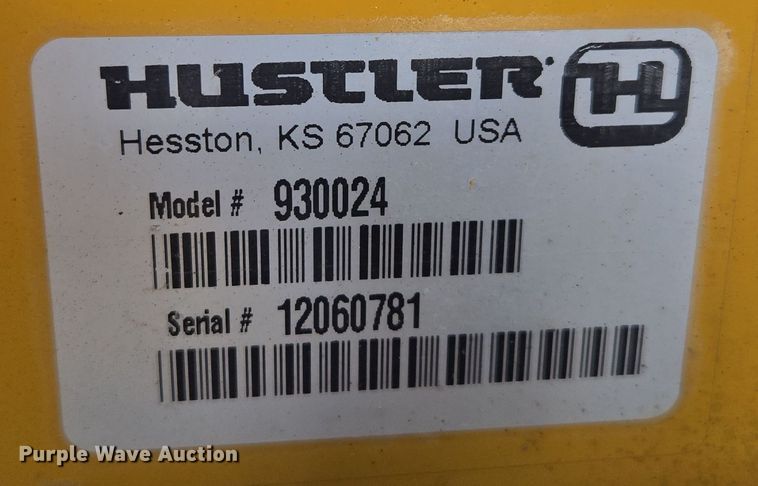 HUSTLER H
Hesston, KS 67062 USA
Model # 930024
Serial # 12060781
Purple Wave Auction